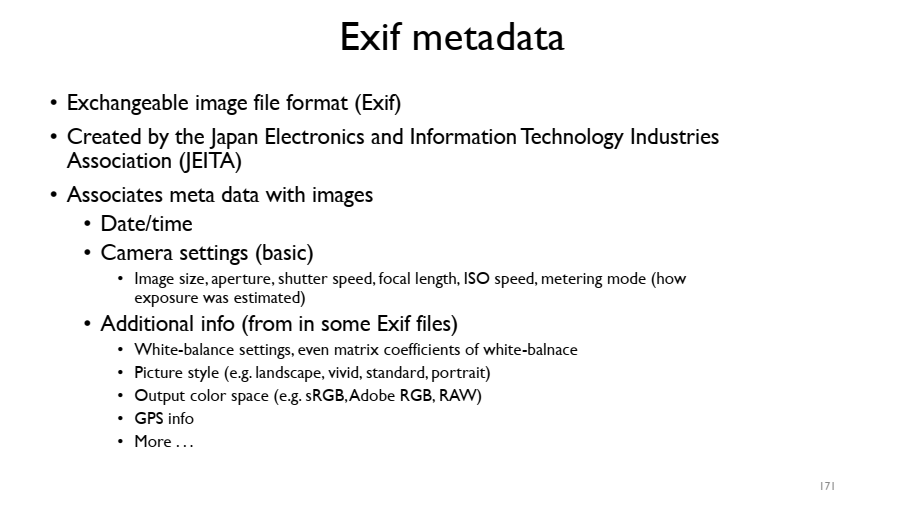 Exif metadata
• Exchangeable image file format (Exif)
• Created by the Japan Electronics and Information Technology Industries
Association (JEITA)
• Associates meta data with images
• Date/time
• Camera settings (basic)
• Image size, aperture, shutter speed, focal length, ISO speed, metering mode (how
exposure was estimated)
• Additional info (from in some Exif files)
• White-balance settings, even matrix coefficients of white-balnace
• Picture style (e.g. landscape, vivid, standard, portrait)
• Output color space (e.g. sRGB, Adobe RGB, RAW)
• GPS info
• More . . .
171